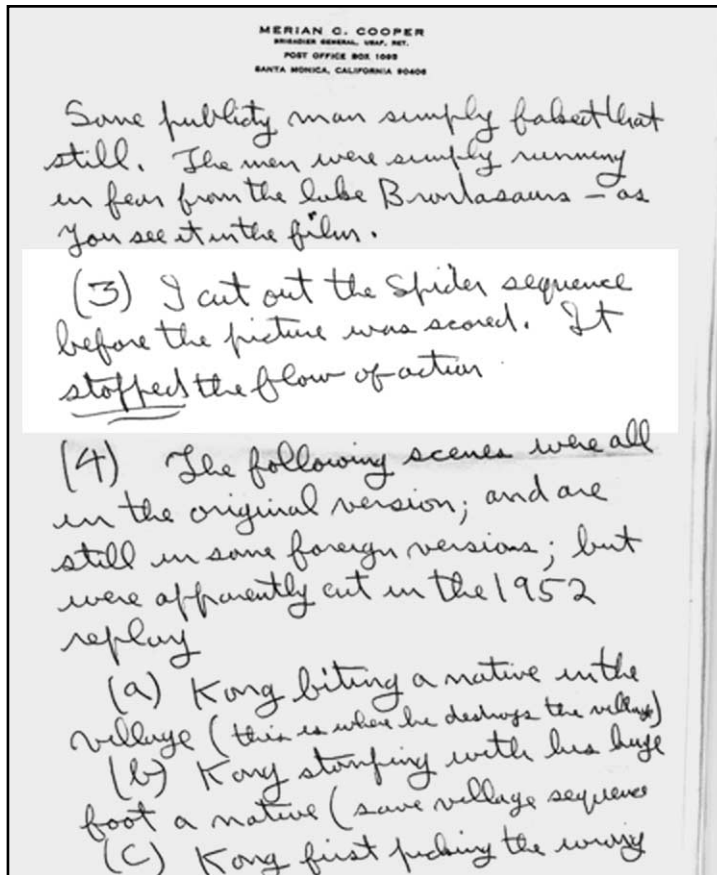 MERIAN C. COOPER
BRIGADIER GENERAL, USAF, RET.
POST OFFICE BOX 1093
SANTA MONICA, CALIFORNIA 90406
Some publicity man simply that
still. The men were simply running
in fear from the lake Brontasaurs – as
you see it in the film.
(3) I cut out the Spider sequence
before the picture was scored. It
stopped the flow of action
(4) The following scenes were all
in the original version; and are
still in some foreign versions; but
were apparently cut in the 1952
replay
(a) Kong biting a native in the
village (this is where he destroys the village)
(b) Kong stomping with his huge
foot a native (same village sequence
(C) Kong first picking the wrong